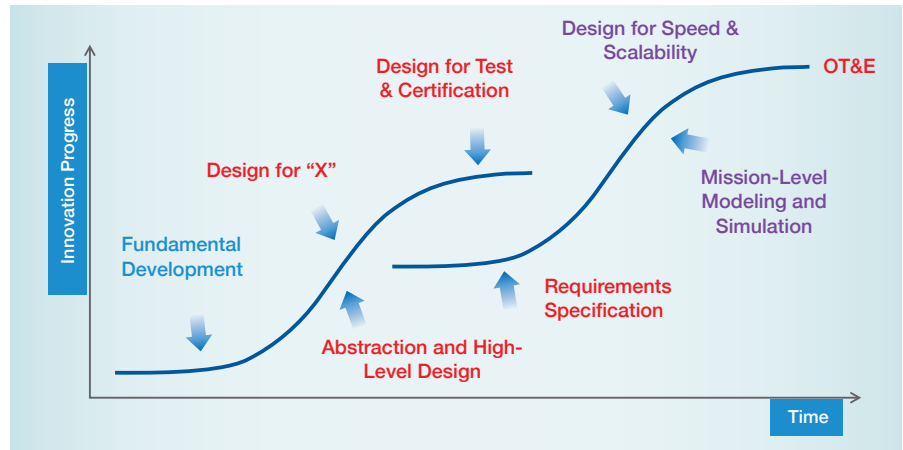 Design for Speed &
Scalability
OT&E
Design for Test
& Certification
Innovation Progress
Design for “X”
Mission-Level
Modeling and
Simulation
Fundamental
Development
Requirements
Specification
Abstraction and High-
Level Design
Time